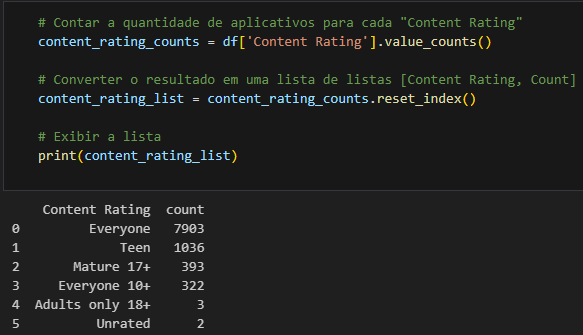 # Contar a quantidade de aplicativos para cada "Content Rating"
content_rating_counts = df['Content Rating'].value_counts()
# Converter o resultado em uma lista de listas [Content Rating, Count]
content_rating_list = content_rating_counts.reset_index()
# Exibir a lista
print(content_rating_list)
Content Rating count
0 Everyone 7903
1 Teen 1036
2 Mature 17+ 393
3 Everyone 10+ 322
4 Adults only 18+ 3
5 Unrated 2